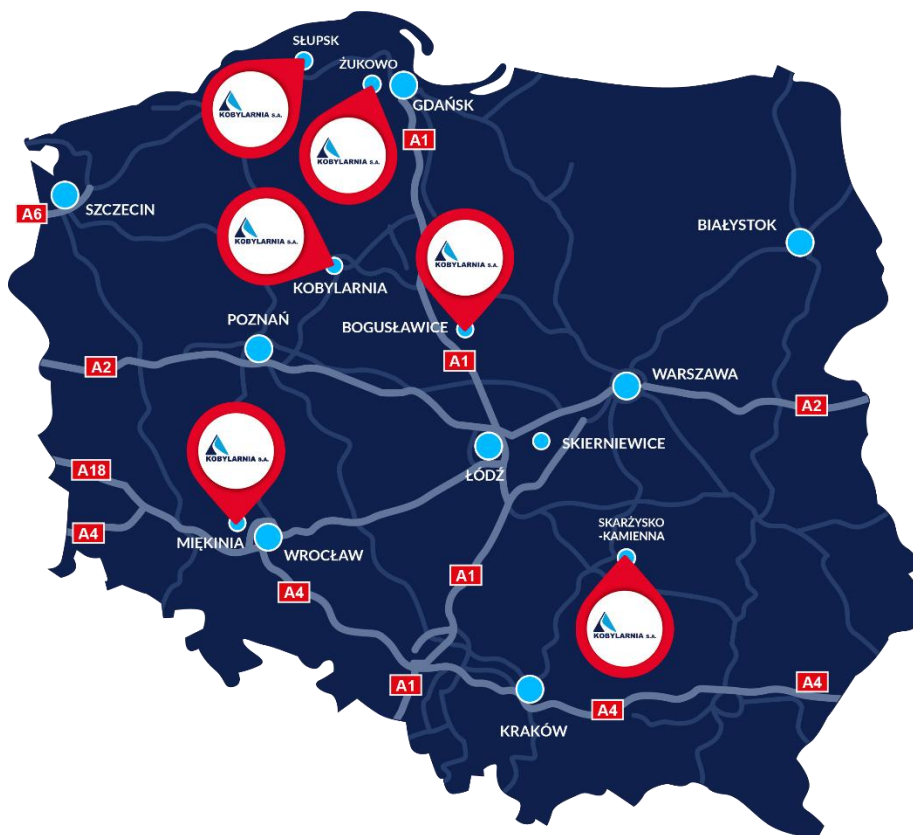 SŁUPSK
ŻUKOWO
KOBYLARNIA S.A.
GDAŃSK
A1
KOBYLARNIA S.A.
SZCZECIN
A6
KOBYLARNIA S.A.
BIAŁYSTOK
KOBYLARNIA S.A.
KOBYLARNIA
POZNAŃ
BOGUSŁAWICE
A1
A2
WARSZAWA
A2
SKIERNIEWICE
KOBYLARNIA S.A.
ŁÓDŹ
A18
A4
MIĘKINIA
WROCŁAW
SKARŻYSKO
-KAMIENNA
A1
A4
KOBYLARNIA S.A.
A1
A4
A4
KRAKÓW